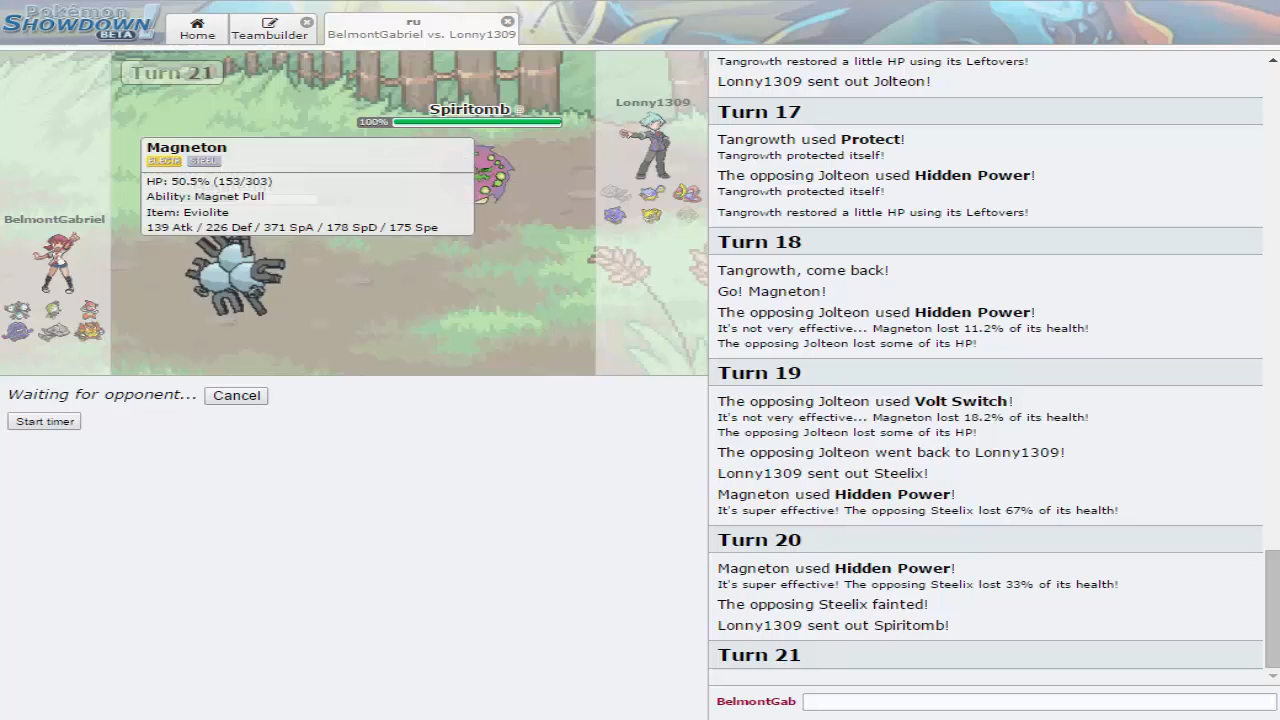 Pokémon
SHOWDOWN!
BETA
Home
Teambuilder
ru
BelmontGabriel vs. Lonny1309
Turn 21
Spiritomb
100%
Lonny1309
BelmontGabriel
Magneton
ELECTR STEEL
HP: 50.5% (153/303)
Ability: Magnet Pull
Item: Eviolite
139 Atk / 226 Def / 371 SpA / 178 SpD / 175 Spe
Waiting for opponent... Cancel
Start timer
Tangrowth restored a little HP using its Leftovers!
Lonny1309 sent out Jolteon!
Turn 17
Tangrowth used Protect!
Tangrowth protected itself!
The opposing Jolteon used Hidden Power!
Tangrowth protected itself!
Tangrowth restored a little HP using its Leftovers!
Turn 18
Tangrowth, come back!
Go! Magneton!
The opposing Jolteon used Hidden Power!
It's not very effective... Magneton lost 11.2% of its health!
The opposing Jolteon lost some of its HP!
Turn 19
The opposing Jolteon used Volt Switch!
It's not very effective... Magneton lost 18.2% of its health!
The opposing Jolteon lost some of its HP!
The opposing Jolteon went back to Lonny1309!
Lonny1309 sent out Steelix!
Magneton used Hidden Power!
It's super effective! The opposing Steelix lost 67% of its health!
Turn 20
Magneton used Hidden Power!
It's super effective! The opposing Steelix lost 33% of its health!
The opposing Steelix fainted!
Lonny1309 sent out Spiritomb!
Turn 21
BelmontGab